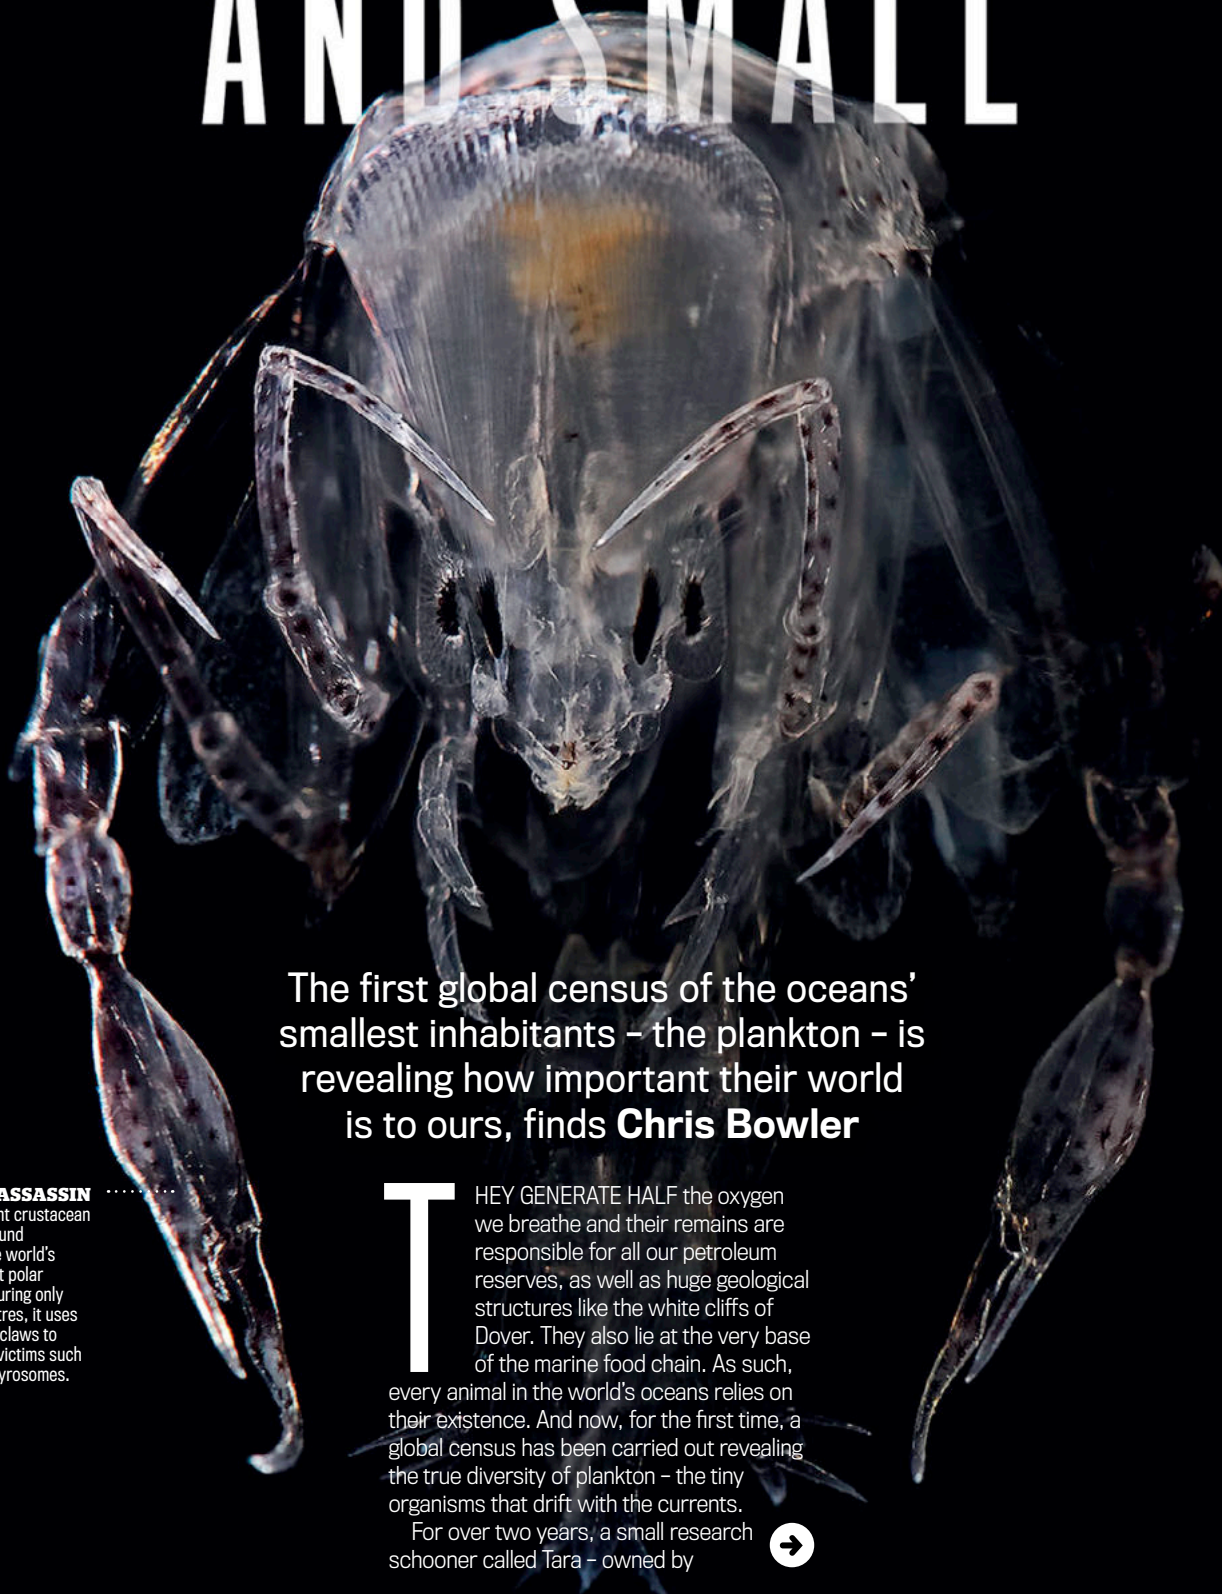 AND SMALL
The first global census of the oceans'
smallest inhabitants – the plankton – is
revealing how important their world
is to ours, finds Chris Bowler
ASSASSIN
crustacean
world's
polar
only
it uses
claws to
victims such
THEY GENERATE HALF the oxygen
we breathe and their remains are
responsible for all our petroleum
reserves, as well as huge geological
structures like the white cliffs of
Dover. They also lie at the very base
of the marine food chain. As such,
every animal in the world's oceans relies on
their existence. And now, for the first time, a
global census has been carried out revealing
the true diversity of plankton – the tiny
organisms that drift with the currents.
For over two years, a small research
schooner called Tara – owned by